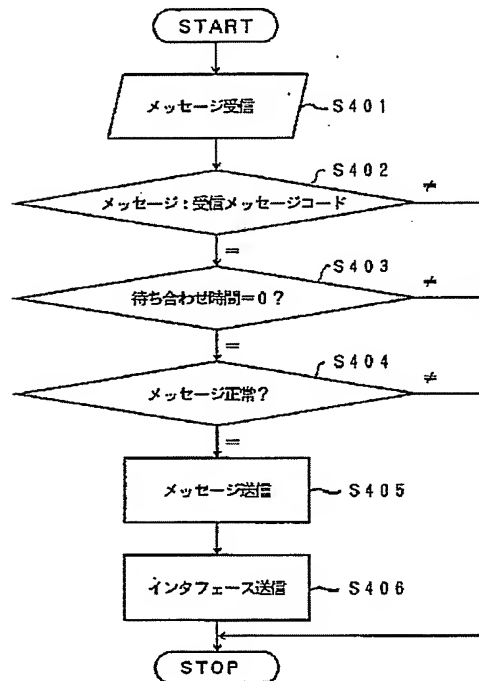 START
メッセージ受信
S401
S402
メッセージ:受信メッセージコード
≠
=
S403
待ち合わせ時間=0?
≠
=
S404
メッセージ正常?
≠
=
メッセージ送信
S405
インタフェース送信
S406
STOP